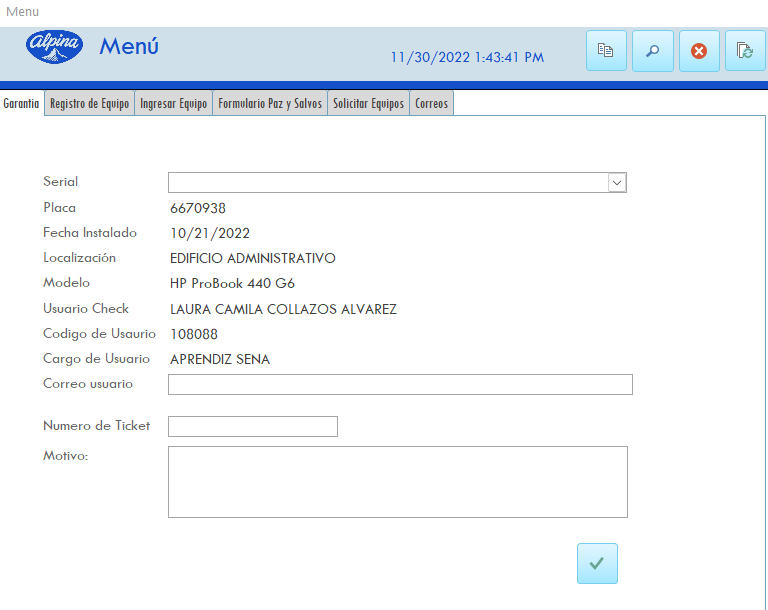 Menu
Alpina
Menú
11/30/2022 1:43:41 PM
Garantia Registro de Equipo Ingresar Equipo Formulario Paz y Salvos Solicitar Equipos Correos
Serial
Placa 6670938
Fecha Instalado 10/21/2022
Localización EDIFICIO ADMINISTRATIVO
Modelo HP ProBook 440 G6
Usuario Check LAURA CAMILA COLLAZOS ALVAREZ
Codigo de Usaurio 108088
Cargo de Usuario APRENDIZ SENA
Correo usuario
Numero de Ticket
Motivo: